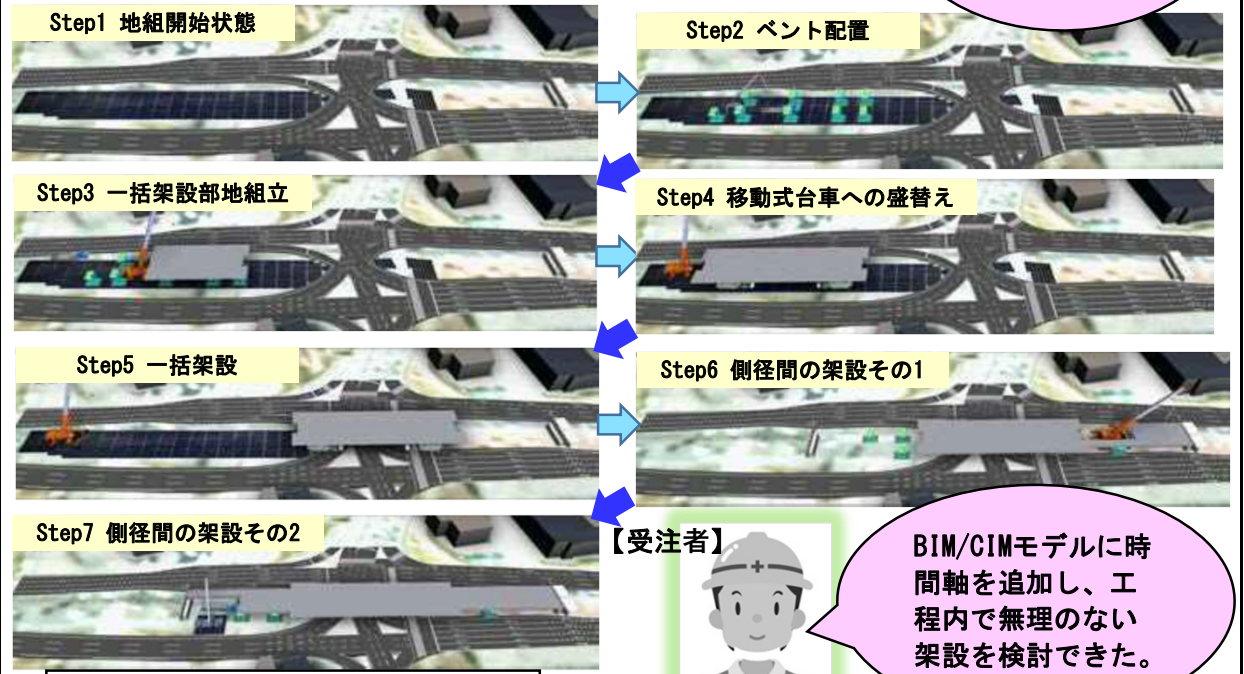 Step1 地組開始状態
Step2 ベント配置
Step3 一括架設部地組立
Step4 移動式台車への盛替え
Step5 一括架設
Step6 側径間の架設その1
Step7 側径間の架設その2
【受注者】
BIM/CIMモデルに時
間軸を追加し、工
程内で無理のない
架設を検討できた。